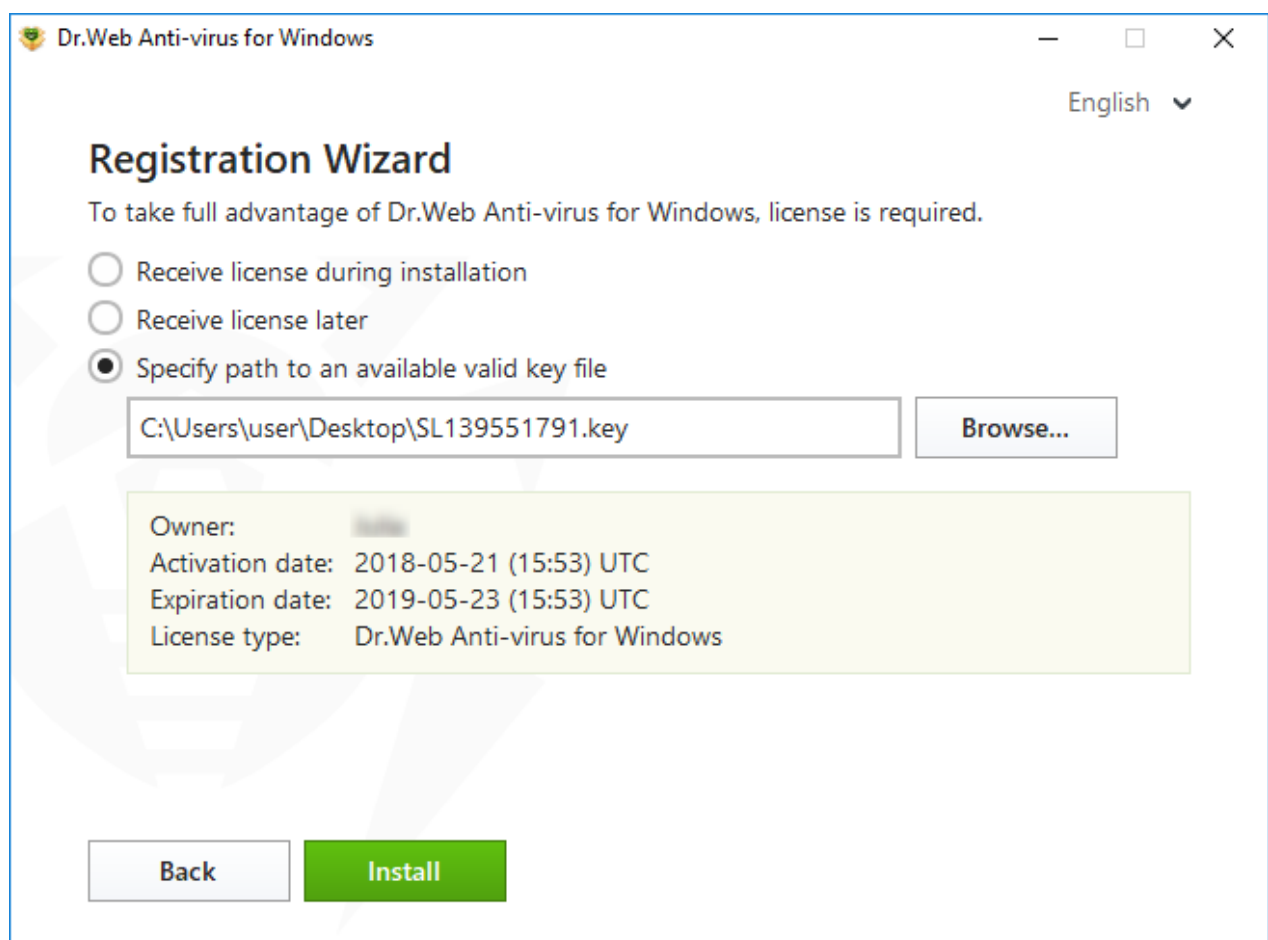 Dr.Web Anti-virus for Windows
English
Registration Wizard
To take full advantage of Dr.Web Anti-virus for Windows, license is required.
Receive license during installation
Receive license later
Specify path to an available valid key file
C:\Users\user\Desktop\SL139551791.key Browse...
Owner:
Activation date: 2018-05-21 (15:53) UTC
Expiration date: 2019-05-23 (15:53) UTC
License type: Dr.Web Anti-virus for Windows
Back Install